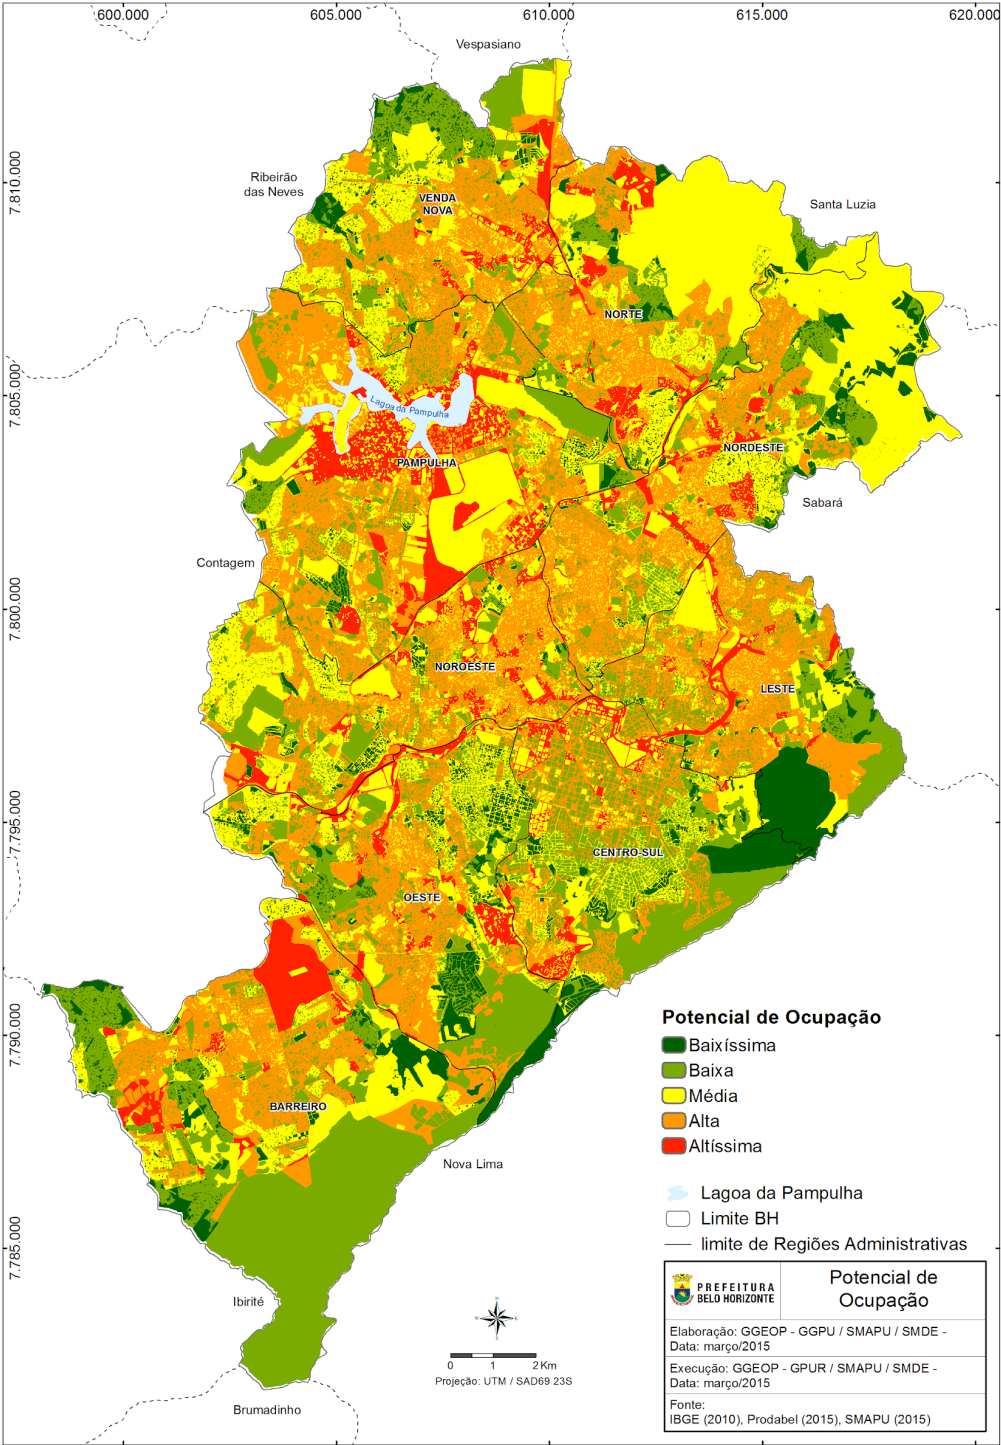 600.000
605.000
610.000
615.000
620.000
Vespasiano
7.810.000
Ribeirão
das Neves
VENDA
NOVA
Santa Luzia
NORTE
7.805.000
Lagoa da Pampulha
PAMPULHA
NORDESTE
Sabará
Contagem
7.800.000
NOROESTE
LESTE
7.795.000
CENTRO-SUL
OESTE
7.790.000
BARREIRO
Nova Lima
7.785.000
Ibirité
Brumadinho
Potencial de Ocupação
Baixíssima
Baixa
Média
Alta
Altíssima
Lagoa da Pampulha
Limite BH
limite de Regiões Administrativas
0 1 2 Km
Projeção: UTM / SAD69 23S
PREFEITURA
BELO HORIZONTE
Potencial de
Ocupação
Elaboração: GGEOP - GGPU / SMAPU / SMDE -
Data: março/2015
Execução: GGEOP - GPUR / SMAPU / SMDE -
Data: março/2015
Fonte:
IBGE (2010), Prodabel (2015), SMAPU (2015)